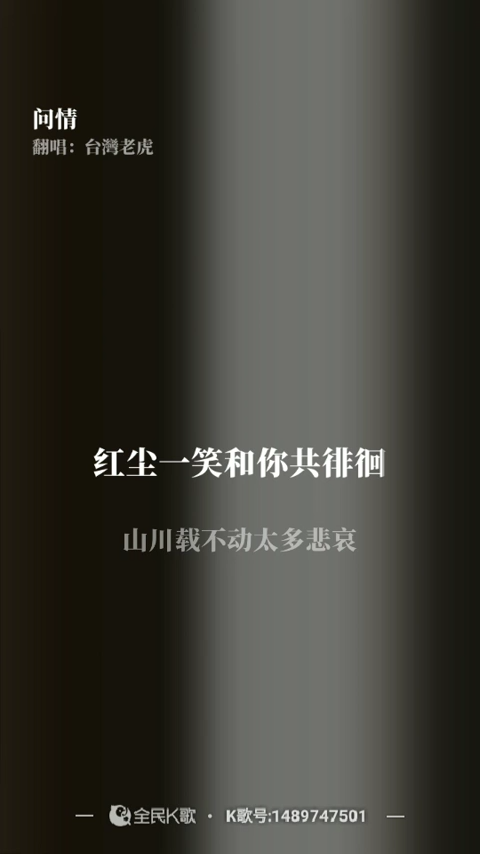 问情
翻唱：台灣老虎
红尘一笑和你共徘徊
山川载不动太多悲哀
— 全民K歌 · K歌号:1489747501 —